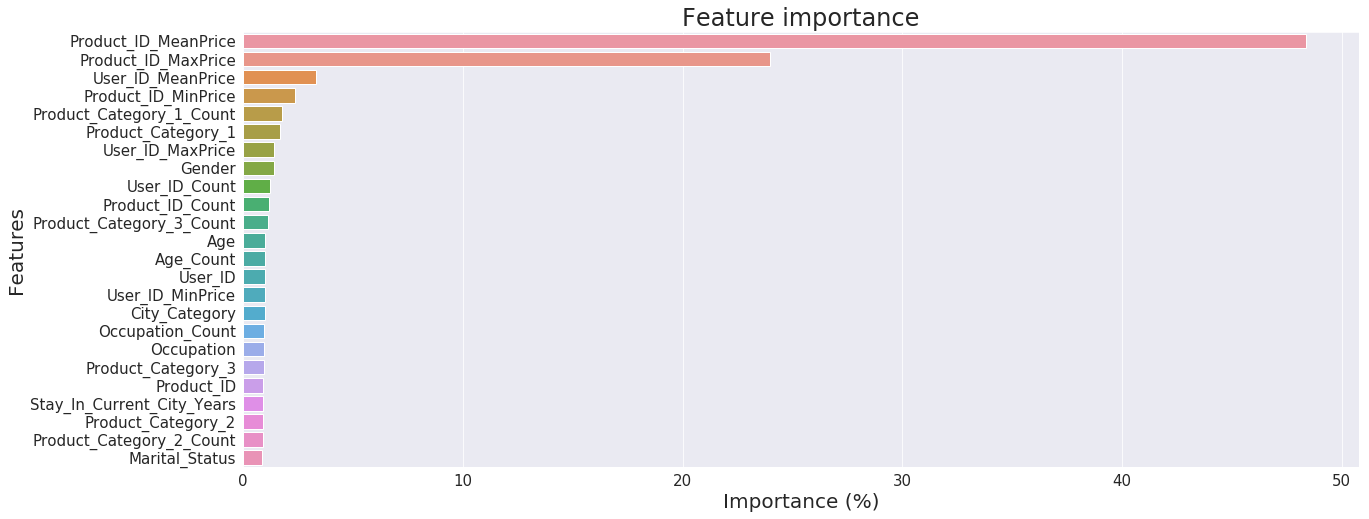 Feature importance
Product_ID_MeanPrice
Product_ID_MaxPrice
User_ID_MeanPrice
Product_ID_MinPrice
Product_Category_1_Count
Product_Category_1
User_ID_MaxPrice
Gender
User_ID_Count
Product_ID_Count
Product_Category_3_Count
Age
Age_Count
User_ID
User_ID_MinPrice
City_Category
Occupation_Count
Occupation
Product_Category_3
Product_ID
Stay_In_Current_City_Years
Product_Category_2
Product_Category_2_Count
Marital_Status
Features
0 10 20 30 40 50
Importance (%)